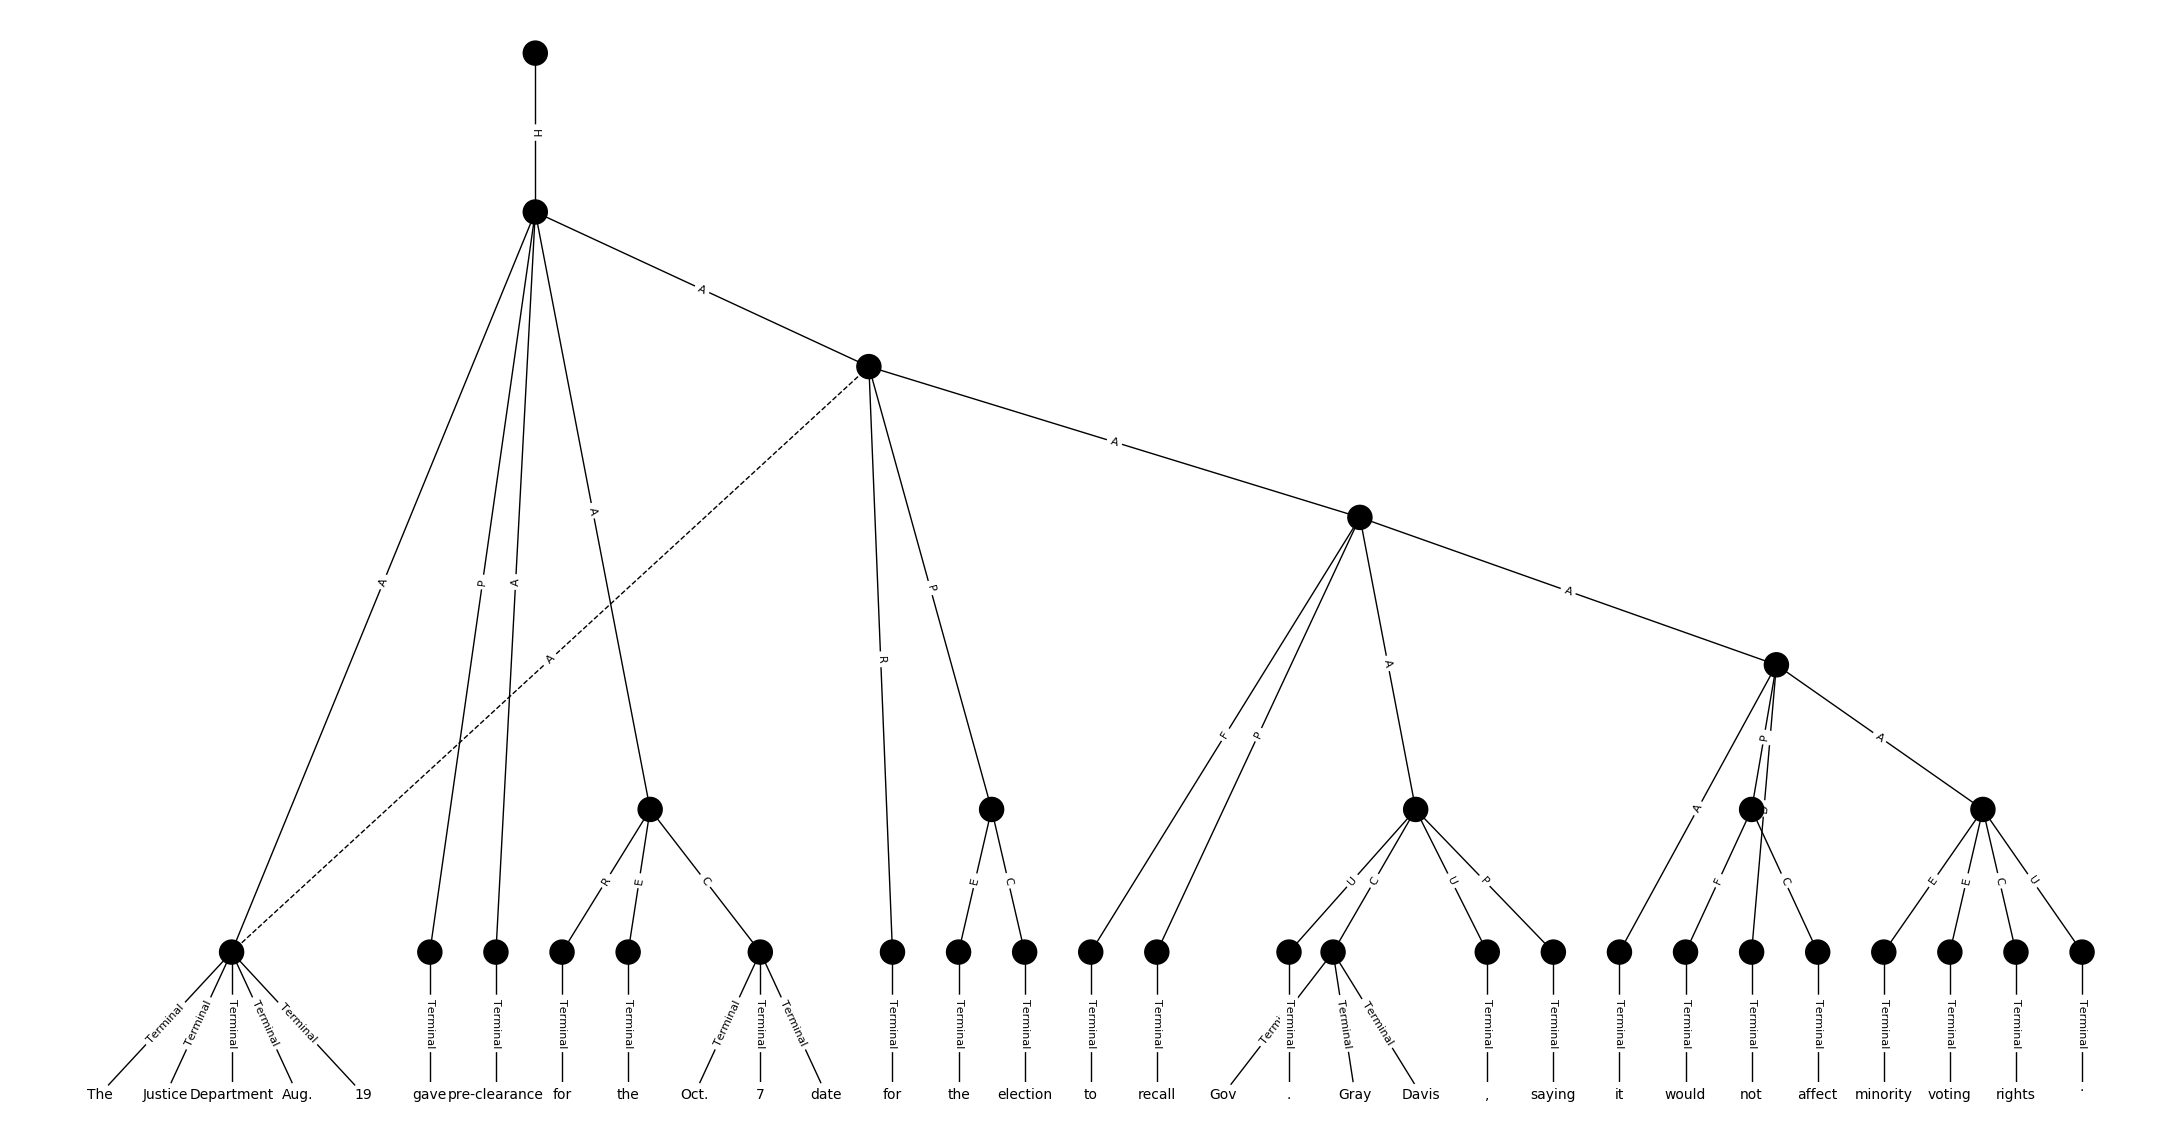 H
A
A
A
P
A
A
P
A
R
F
P
A
A
P
A
A
D
R
E
C
E
C
U
C
U
P
F
C
E
E
C
U
Terminal Terminal Terminal Terminal Terminal Terminal Terminal Terminal Terminal Terminal Terminal Terminal Terminal Terminal Terminal Terminal Terminal Terminal Terminal Terminal Terminal Terminal Terminal Terminal Terminal Terminal Terminal Terminal Terminal Terminal
The Justice Department Aug. 19 gave pre-clearance for the Oct. 7 date for the election to recall Gov . Gray Davis , saying it would not affect minority voting rights .